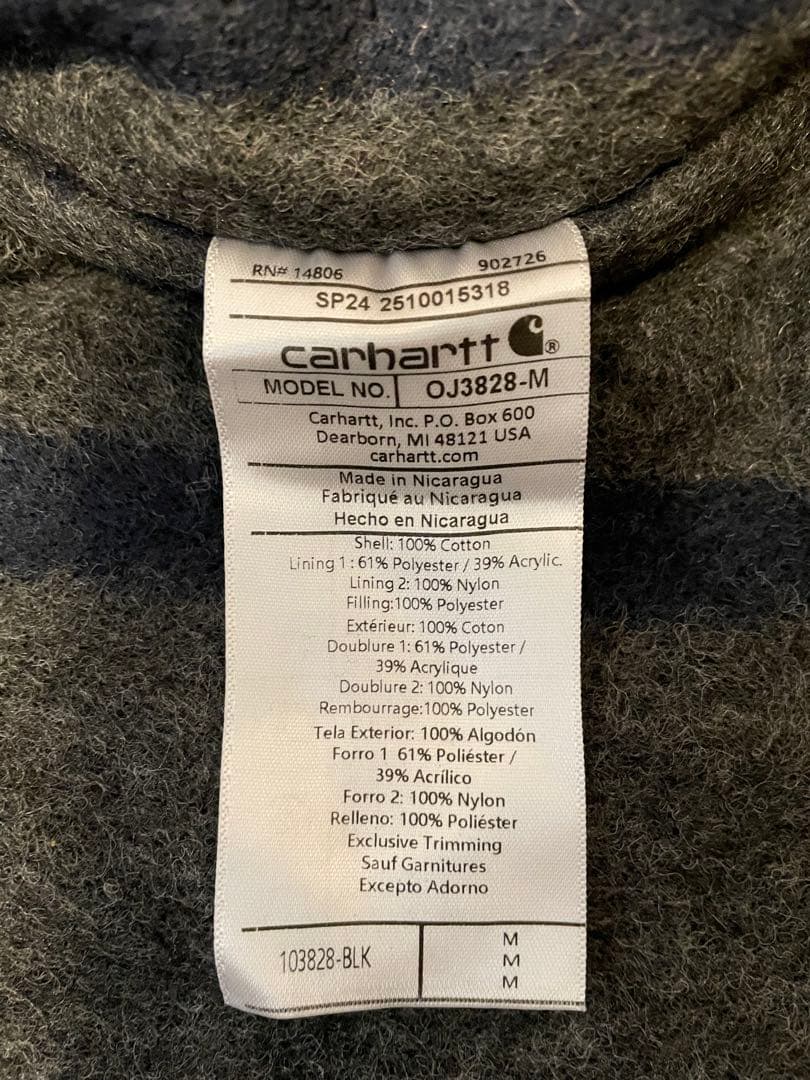 RN# 14806 902726
SP24 2510015318
carhartt ®
MODEL NO. OJ3828-M
Carhartt, Inc. P.O. Box 600
Dearborn, MI 48121 USA
carhartt.com
Made in Nicaragua
Fabriqué au Nicaragua
Hecho en Nicaragua
Shell: 100% Cotton
Lining 1 : 61% Polyester / 39% Acrylic.
Lining 2: 100% Nylon
Filling:100% Polyester
Extérieur: 100% Coton
Doublure 1: 61% Polyester /
39% Acrylique
Doublure 2: 100% Nylon
Rembourrage:100% Polyester
Tela Exterior: 100% Algodón
Forro 1 61% Poliéster /
39% Acrílico
Forro 2: 100% Nylon
Relleno: 100% Poliéster
Exclusive Trimming
Sauf Garnitures
Excepto Adorno
103828-BLK
M
M
M